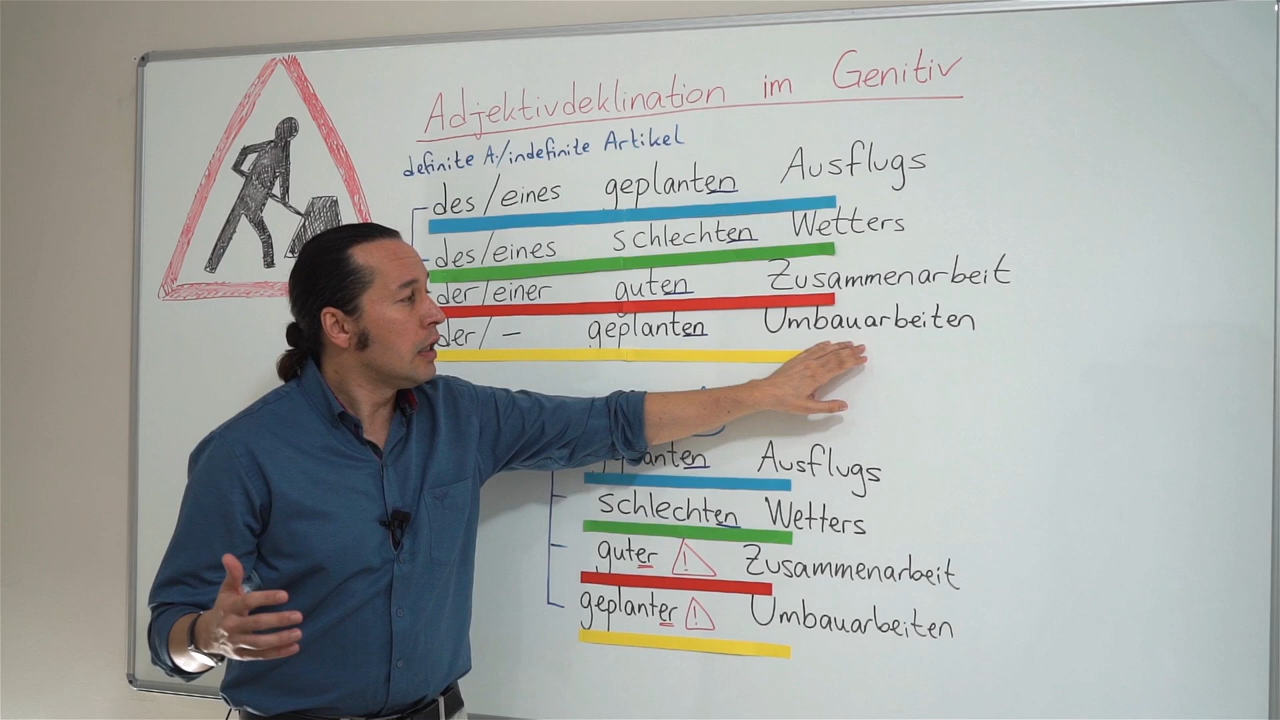 Adjektivdeklination im Genitiv
definite A./indefinite Artikel
des/eines geplanten Ausflugs
des/eines schlechten Wetters
der/einer guten Zusammenarbeit
der/– geplanten Umbauarbeiten
Ausflugs
schlechten Wetters
guter ! Zusammenarbeit
geplanter ! Umbauarbeiten